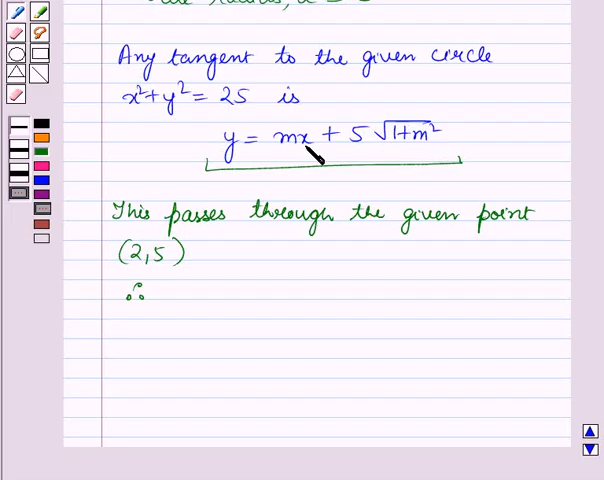 Any tangent to the given circle
x²+y² = 25 is
y = mx + 5 √1+m²
This passes through the given point
(2,5)
∴